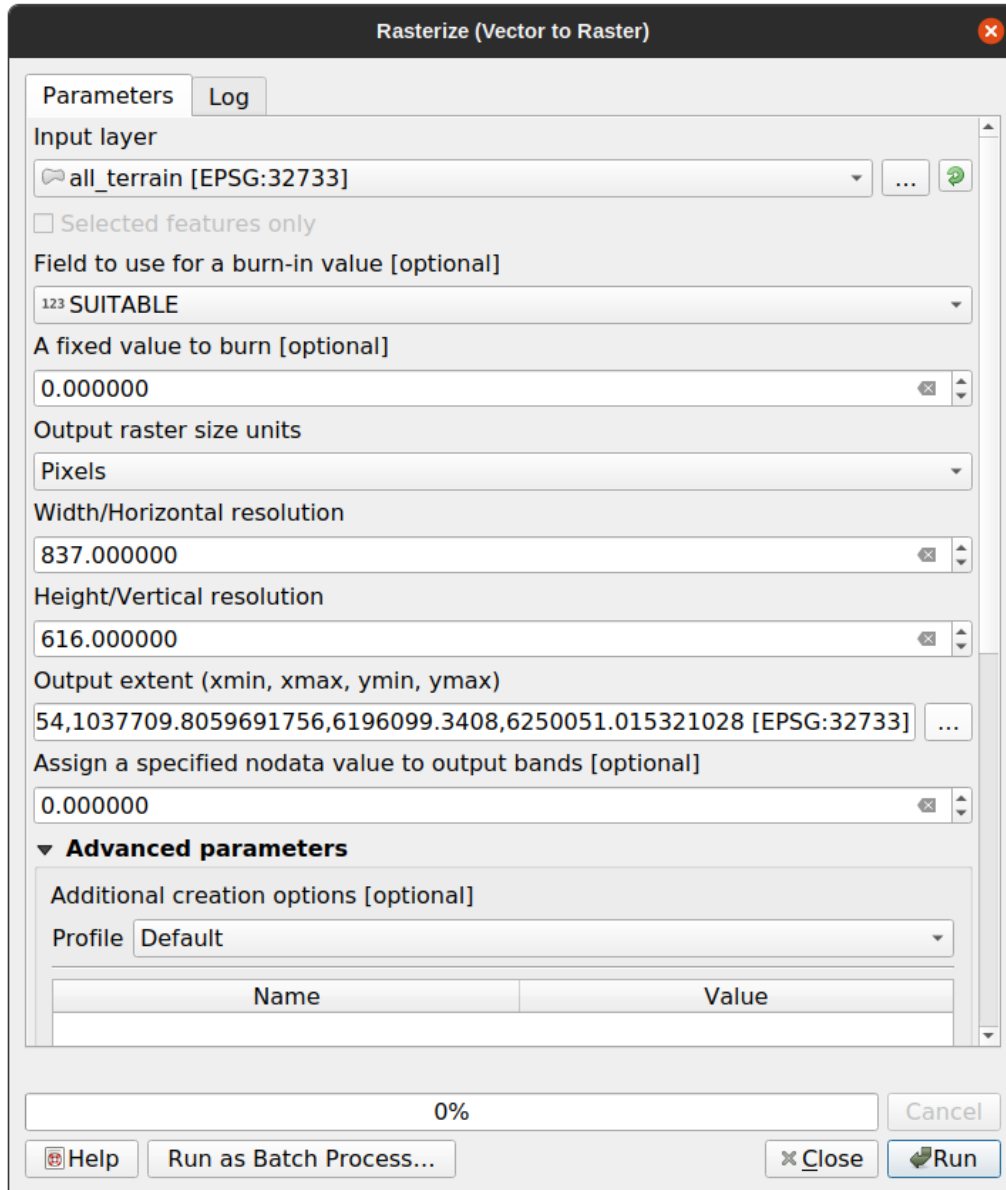 Rasterize (Vector to Raster)
Parameters Log
Input layer
all_terrain [EPSG:32733] ...
Selected features only
Field to use for a burn-in value [optional]
123 SUITABLE
A fixed value to burn [optional]
0.000000
Output raster size units
Pixels
Width/Horizontal resolution
837.000000
Height/Vertical resolution
616.000000
Output extent (xmin, xmax, ymin, ymax)
54,1037709.8059691756,6196099.3408,6250051.015321028 [EPSG:32733] ...
Assign a specified nodata value to output bands [optional]
0.000000
Advanced parameters
Additional creation options [optional]
Profile Default
Name Value
0% Cancel
Help Run as Batch Process... Close Run